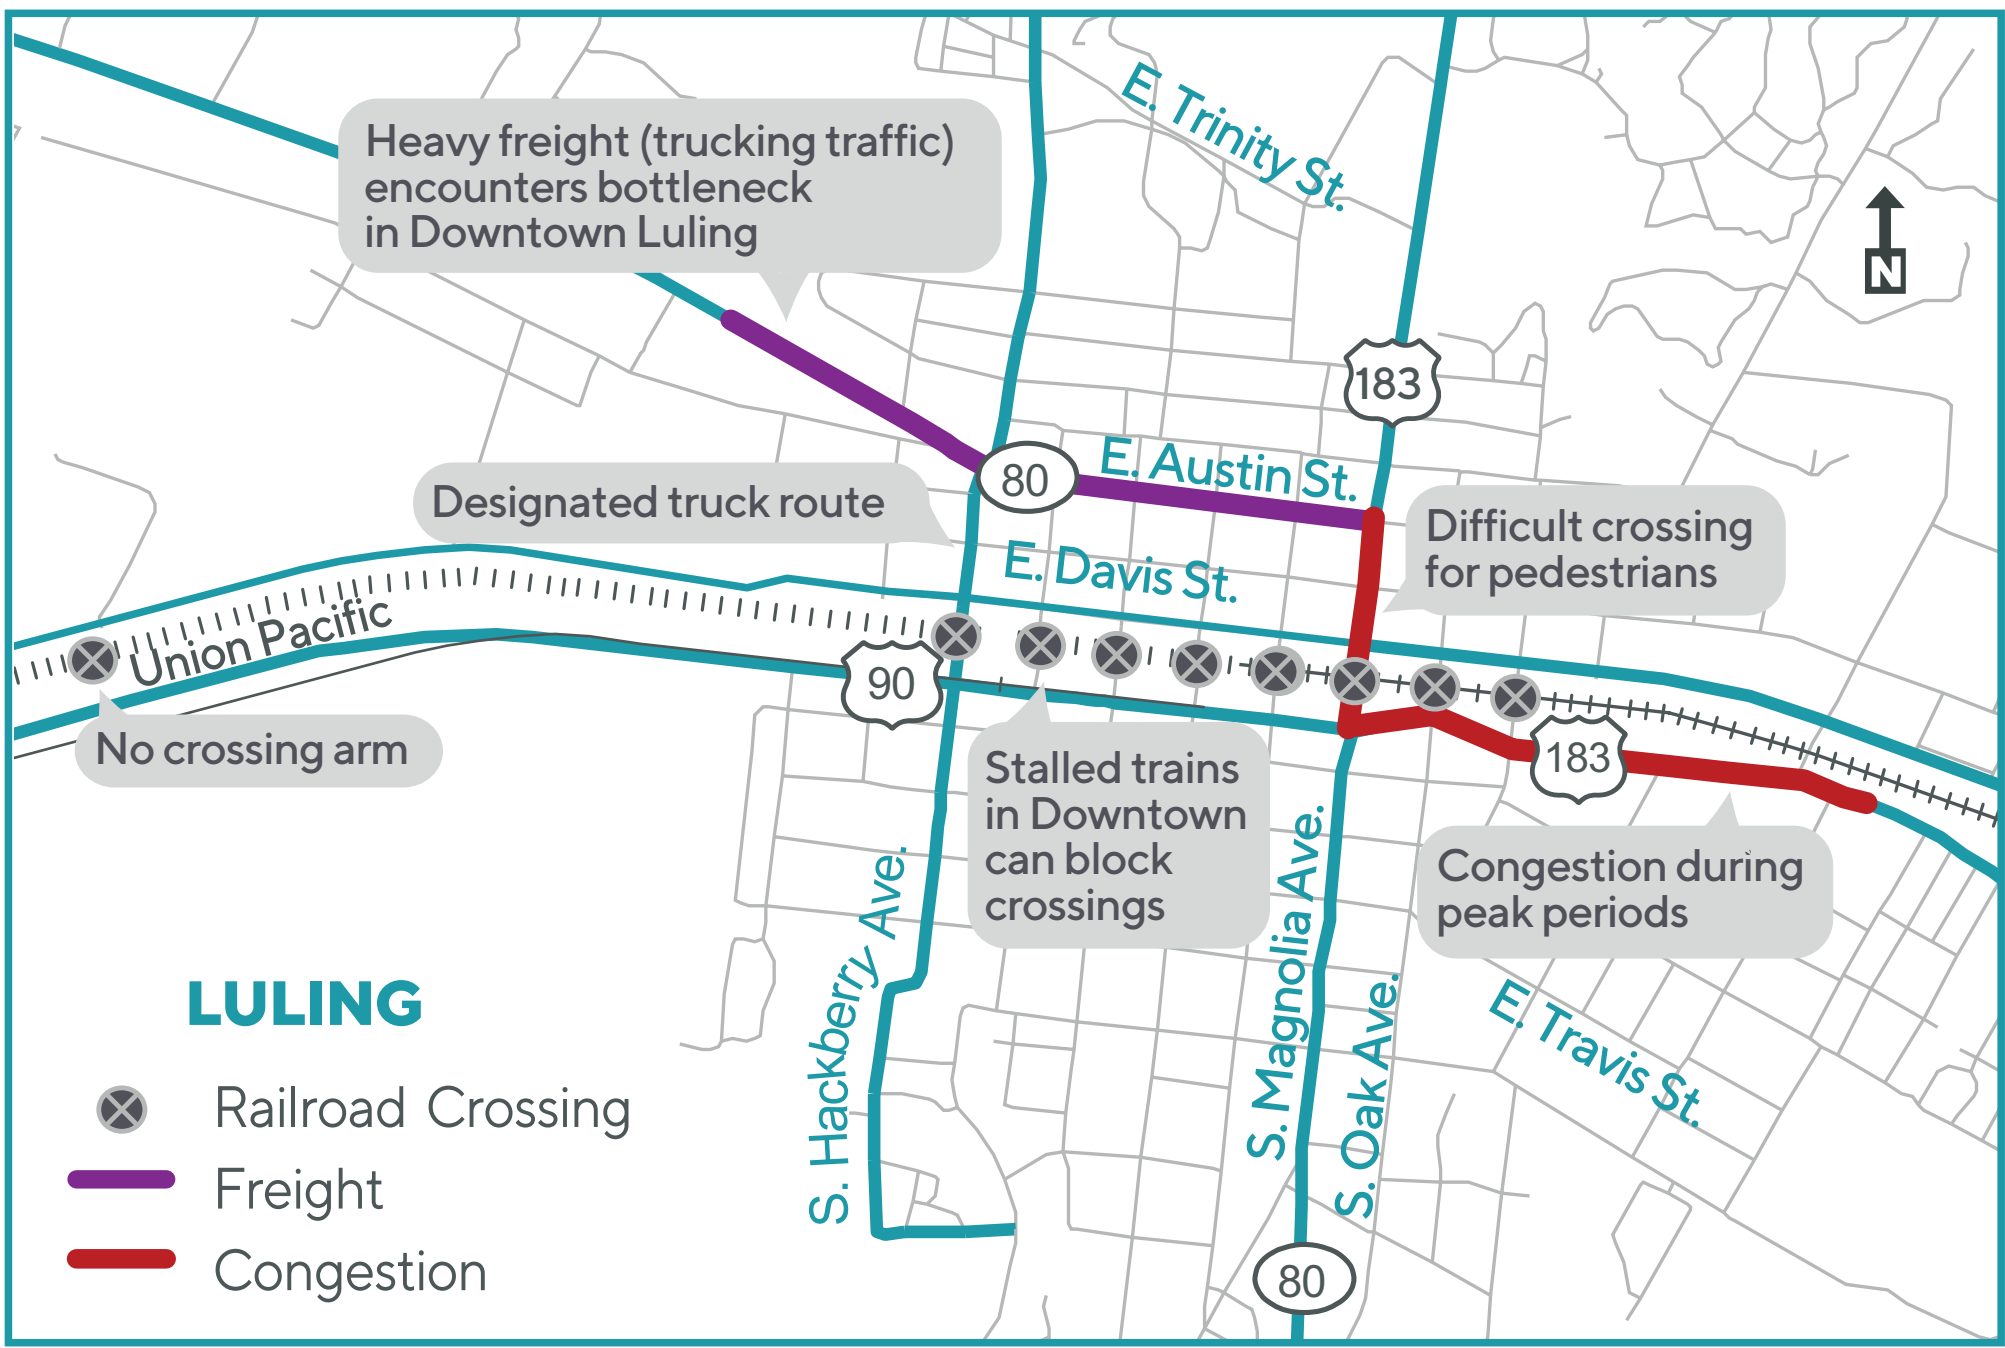 E. Trinity St.
Heavy freight (trucking traffic)
encounters bottleneck
in Downtown Luling
N
183
E. Austin St.
80
Designated truck route
Difficult crossing
for pedestrians
E. Davis St.
Union Pacific
90
No crossing arm
Stalled trains
in Downtown
can block
crossings
183
Congestion during
peak periods
S. Hackberry Ave.
S. Magnolia Ave.
S. Oak Ave.
E. Travis St.
80
LULING
Railroad Crossing
Freight
Congestion